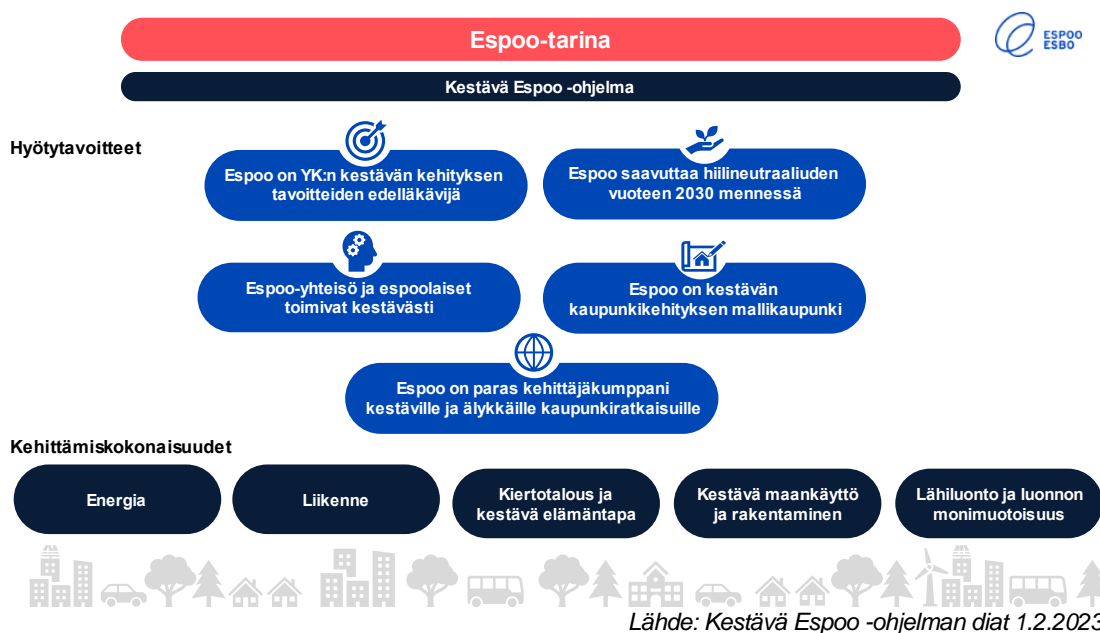 Espoo-tarina
ESPOO
ESBO
Kestävä Espoo -ohjelma
Hyötytavoitteet
Espoo on YK:n kestävän kehityksen
tavoitteiden edelläkävijä
Espoo saavuttaa hiilineutraaliuden
vuoteen 2030 mennessä
Espoo-yhteisö ja espoolaiset
toimivat kestävästi
Espoo on kestävän
kaupunkikehityksen mallikaupunki
Espoo on paras kehittäjäkumppani
kestäville ja älykkäille kaupunkiratkaisuille
Kehittämiskokonaisuudet
Energia
Liikenne
Kiertotalous ja
kestävä elämäntapa
Kestävä maankäyttö
ja rakentaminen
Lähiluonto ja luonnon
monimuotoisuus
Lähde: Kestävä Espoo -ohjelman diat 1.2.2023